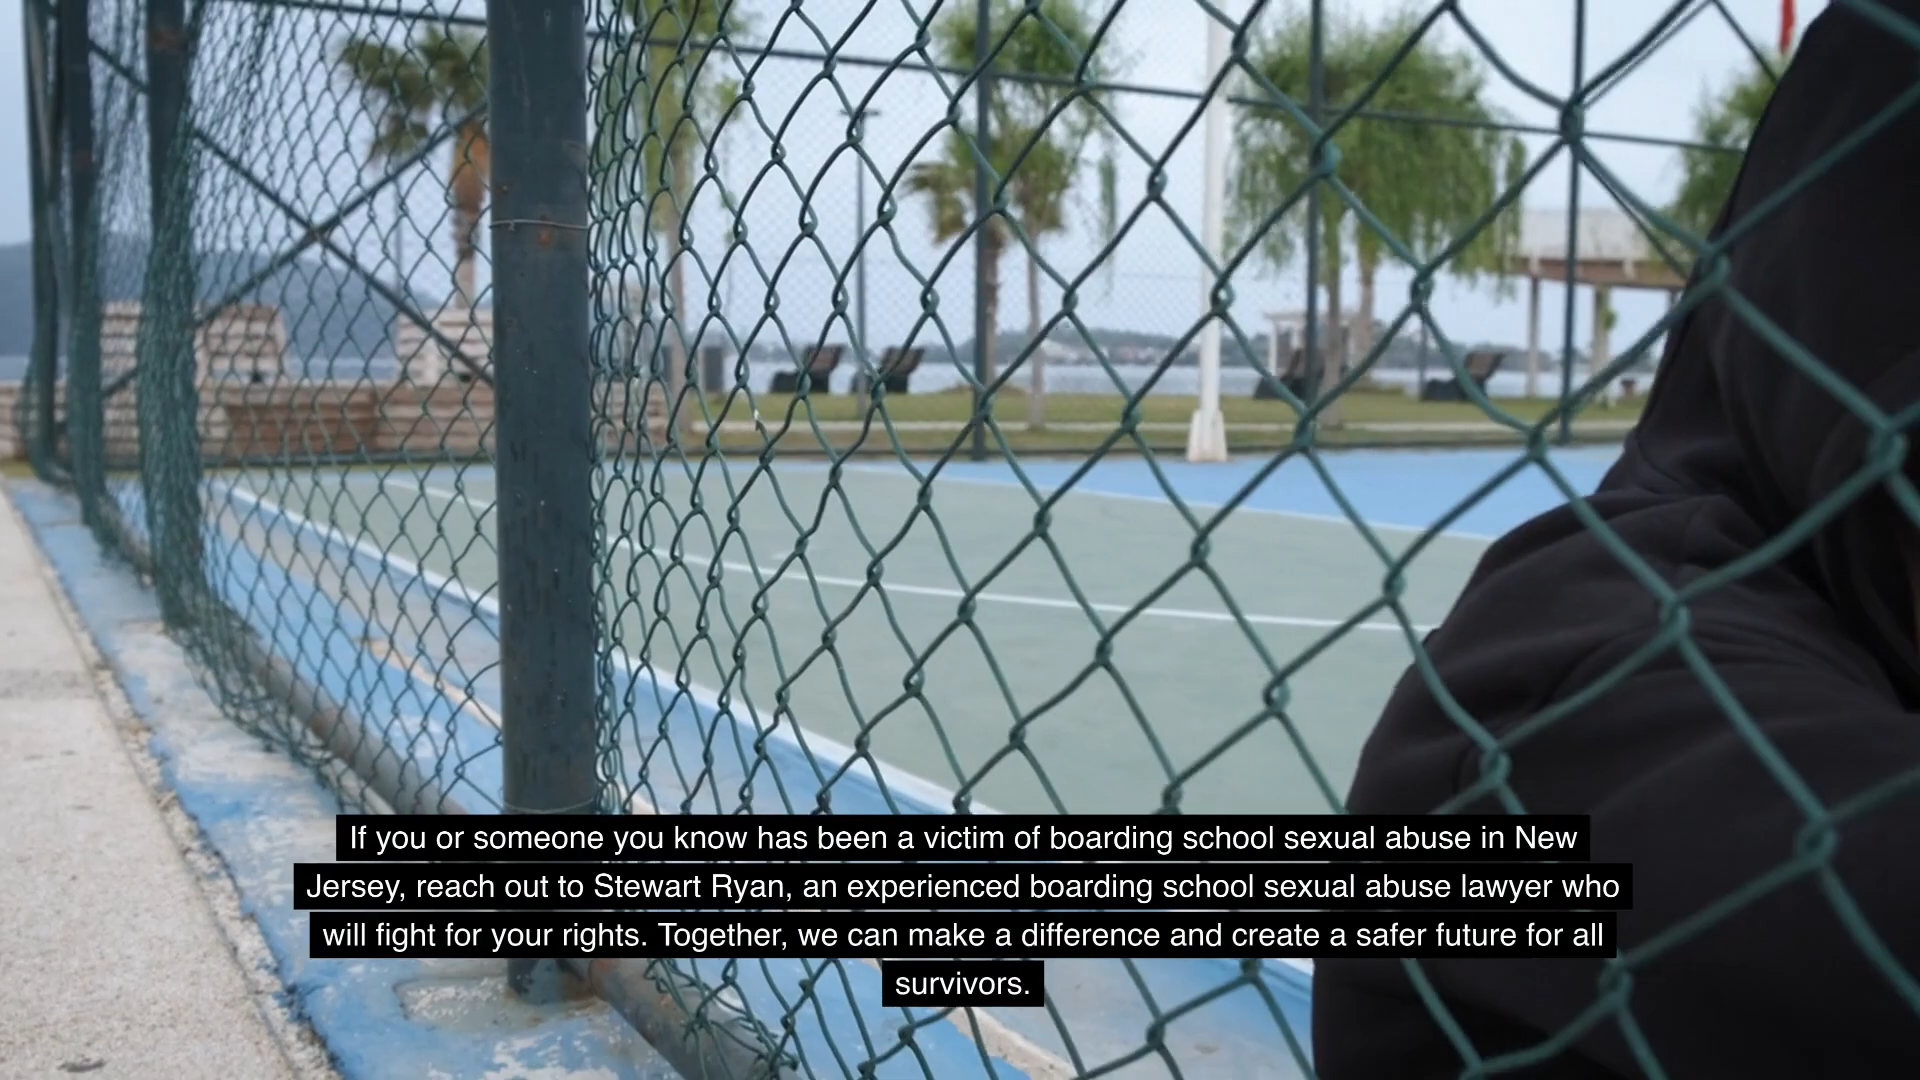 If you or someone you know has been a victim of boarding school sexual abuse in New
Jersey, reach out to Stewart Ryan, an experienced boarding school sexual abuse lawyer who
will fight for your rights. Together, we can make a difference and create a safer future for all
survivors.